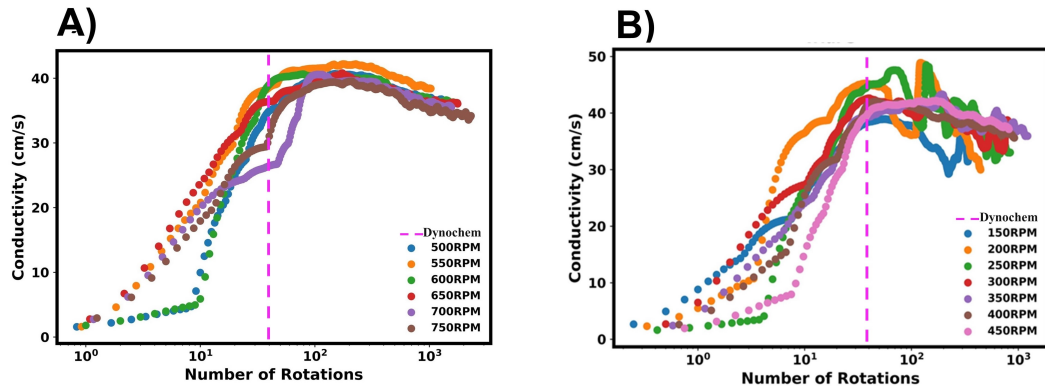 A)
B)
Conductivity (cm/s)
40
30
20
10
0
Dynochem
500RPM
550RPM
600RPM
650RPM
700RPM
750RPM
10⁰
10¹
10²
10³
Number of Rotations
Conductivity (cm/s)
50
40
30
20
10
0
Dynochem
150RPM
200RPM
250RPM
300RPM
350RPM
400RPM
450RPM
10⁰
10¹
10²
10³
Number of Rotations